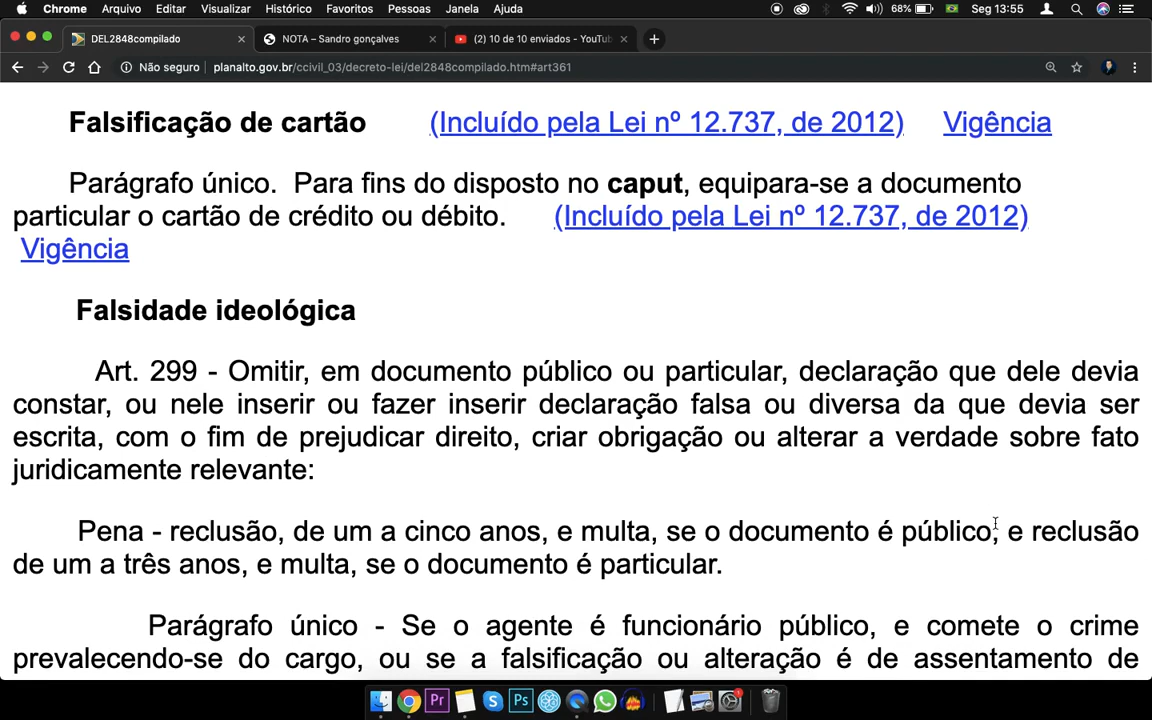 Chrome Arquivo Editar Visualizar Histórico Favoritos Pessoas Janela Ajuda 68% Seg 13:55
DEL2848compilado NOTA – Sandro gonçalves (2) 10 de 10 enviados - YouTub
Não seguro planalto.gov.br/ccivil_03/decreto-lei/del2848compilado.htm#art361
Falsificação de cartão (Incluído pela Lei nº 12.737, de 2012) Vigência
Parágrafo único. Para fins do disposto no caput, equipara-se a documento
particular o cartão de crédito ou débito. (Incluído pela Lei nº 12.737, de 2012)
Vigência
Falsidade ideológica
Art. 299 - Omitir, em documento público ou particular, declaração que dele devia
constar, ou nele inserir ou fazer inserir declaração falsa ou diversa da que devia ser
escrita, com o fim de prejudicar direito, criar obrigação ou alterar a verdade sobre fato
juridicamente relevante:
Pena - reclusão, de um a cinco anos, e multa, se o documento é público, e reclusão
de um a três anos, e multa, se o documento é particular.
Parágrafo único - Se o agente é funcionário público, e comete o crime
prevalecendo-se do cargo, ou se a falsificação ou alteração é de assentamento de
Pr Ps